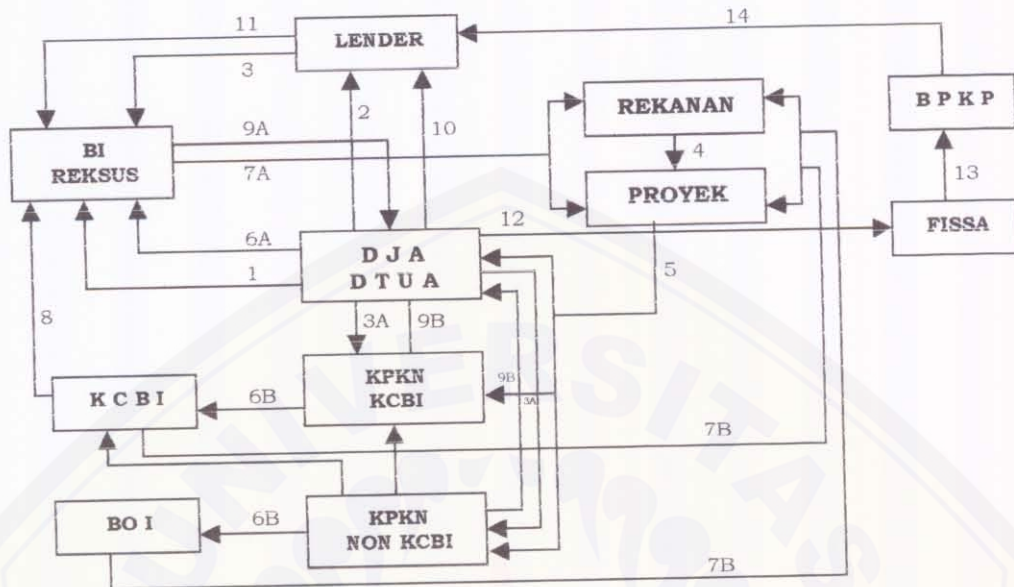 11
LENDER
14
3
2
10
REKANAN
B P K P
9A
BI
REKSUS
7A
4
PROYEK
13
6A
12
FISSA
D J A
D T U A
1
5
8
3A
9B
KPKN
KCBI
9B
3A
K C B I
6B
7B
BO I
6B
KPKN
NON KCBI
7B
UNIVERSITAS